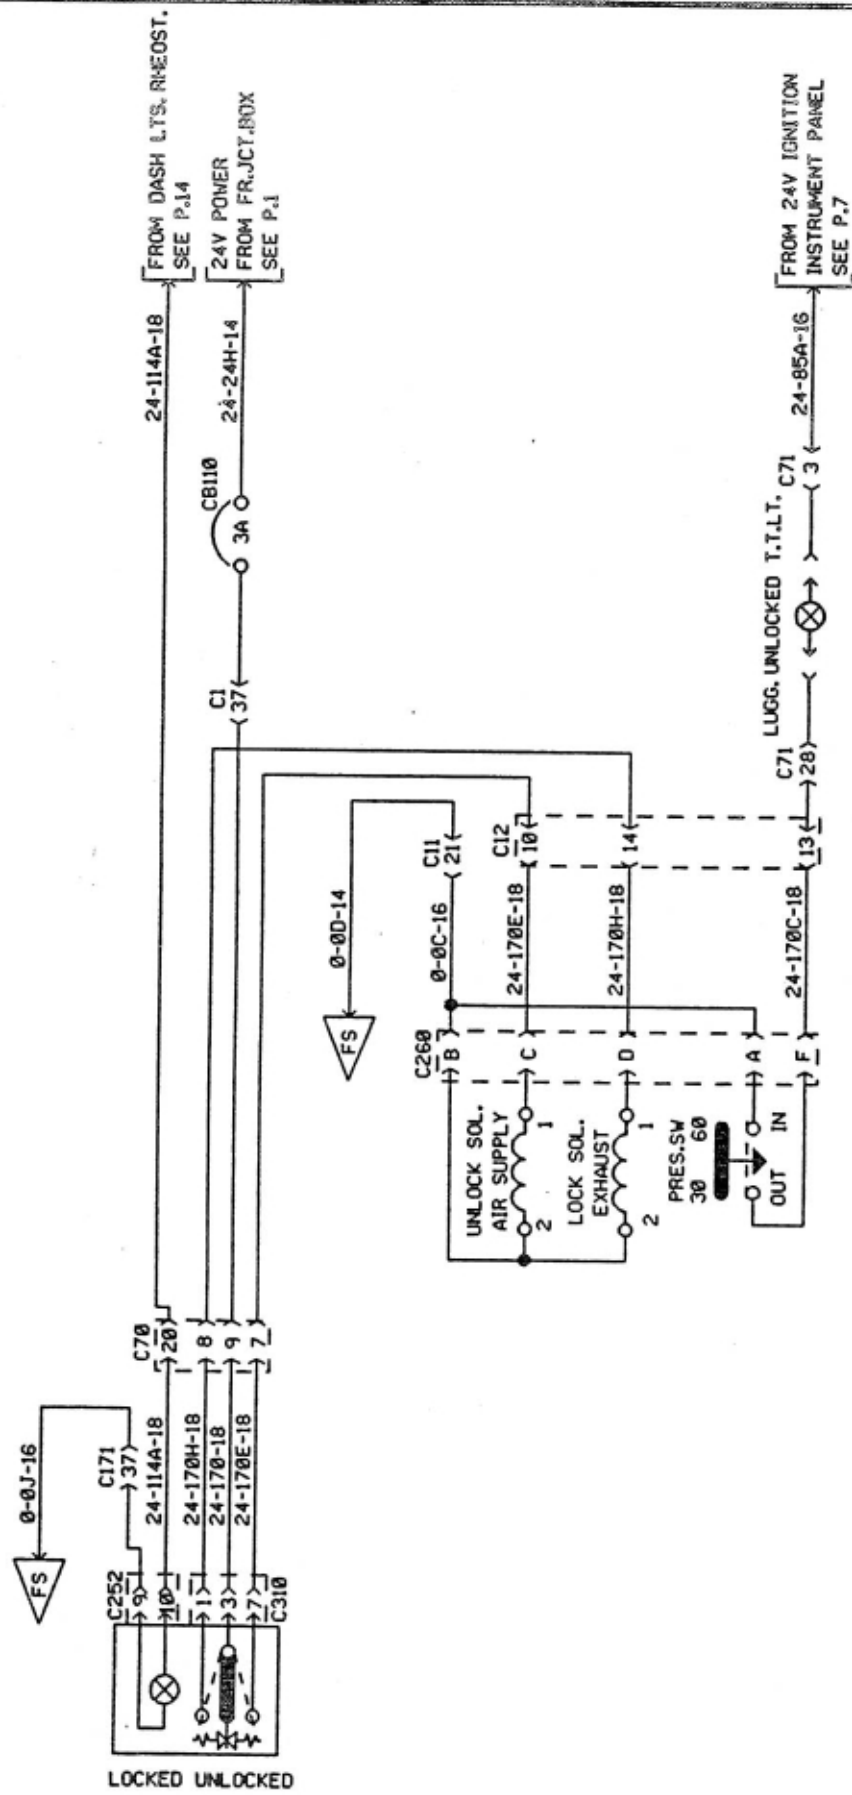 FROM DASH LTS. RHEOST.
SEE P.14
24V POWER
FROM FR.JCT.BOX
SEE P.1
FROM 24V IGNITION
INSTRUMENT PANEL
SEE P.7
24-114A-18
24-24H-14
24-85A-16
CB110
3A
C71
3
LUGG. UNLOCKED T.T.LT.
C1
37
C71
28
C11
21
C12
10
14
13
0-0D-14
0-0C-16
24-170E-18
24-170H-18
24-170C-18
FS
C260
B
C
D
A
F
UNLOCK SOL.
AIR SUPPLY
1
2
LOCK SOL.
EXHAUST
1
2
PRES.SW
30 60
OUT IN
C70
20
8
9
7
0-0J-16
C171
37
24-114A-18
24-170H-18
24-170-18
24-170E-18
FS
C252
9
10
1
3
7
C310
LOCKED UNLOCKED